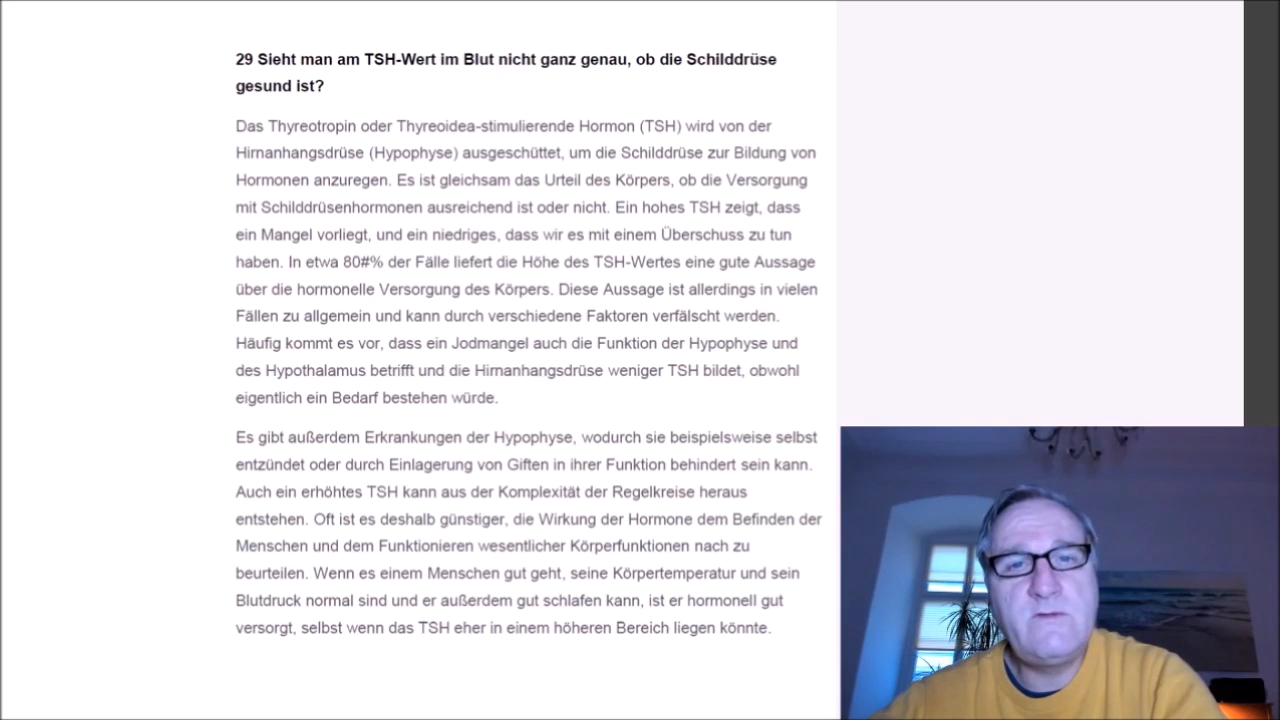 29 Sieht man am TSH-Wert im Blut nicht ganz genau, ob die Schilddrüse
gesund ist?
Das Thyreotropin oder Thyreoidea-stimulierende Hormon (TSH) wird von der
Hirnanhangsdrüse (Hypophyse) ausgeschüttet, um die Schilddrüse zur Bildung von
Hormonen anzuregen. Es ist gleichsam das Urteil des Körpers, ob die Versorgung
mit Schilddrüsenhormonen ausreichend ist oder nicht. Ein hohes TSH zeigt, dass
ein Mangel vorliegt, und ein niedriges, dass wir es mit einem Überschuss zu tun
haben. In etwa 80#% der Fälle liefert die Höhe des TSH-Wertes eine gute Aussage
über die hormonelle Versorgung des Körpers. Diese Aussage ist allerdings in vielen
Fällen zu allgemein und kann durch verschiedene Faktoren verfälscht werden.
Häufig kommt es vor, dass ein Jodmangel auch die Funktion der Hypophyse und
des Hypothalamus betrifft und die Hirnanhangsdrüse weniger TSH bildet, obwohl
eigentlich ein Bedarf bestehen würde.
Es gibt außerdem Erkrankungen der Hypophyse, wodurch sie beispielsweise selbst
entzündet oder durch Einlagerung von Giften in ihrer Funktion behindert sein kann.
Auch ein erhöhtes TSH kann aus der Komplexität der Regelkreise heraus
entstehen. Oft ist es deshalb günstiger, die Wirkung der Hormone dem Befinden der
Menschen und dem Funktionieren wesentlicher Körperfunktionen nach zu
beurteilen. Wenn es einem Menschen gut geht, seine Körpertemperatur und sein
Blutdruck normal sind und er außerdem gut schlafen kann, ist er hormonell gut
versorgt, selbst wenn das TSH eher in einem höheren Bereich liegen könnte.